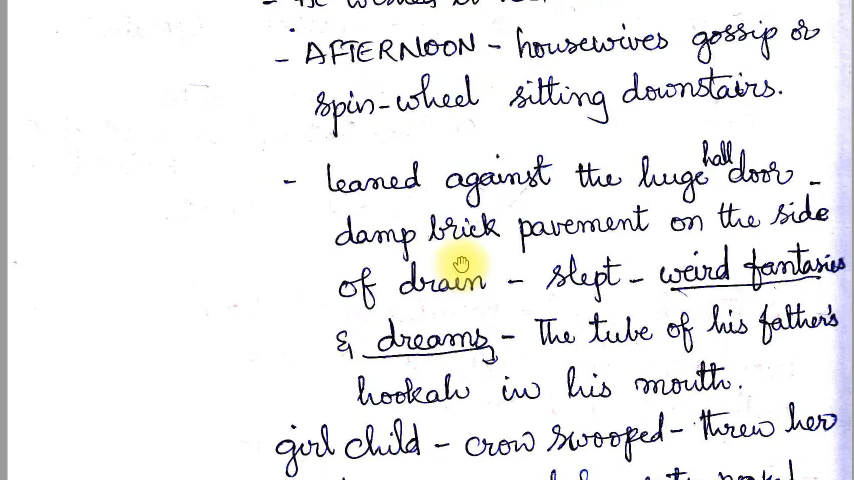 - AFTERNOON - housewives gossip or
spin-wheel sitting downstairs.
- leaned against the huge hall door -
damp brick pavement on the side
of drain - slept - weird fantasies
& dreams - The tube of his father's
hookah in his mouth.
girl child - crow swooped - threw her